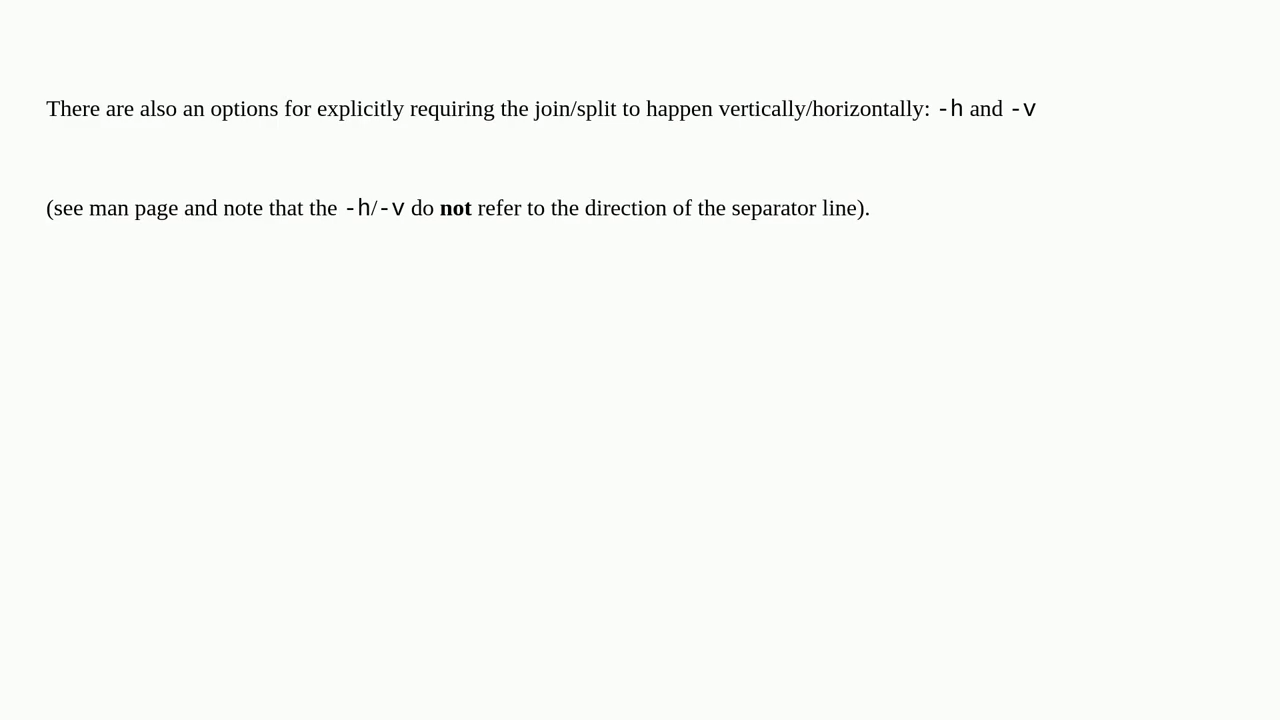 There are also an options for explicitly requiring the join/split to happen vertically/horizontally: -h and -v
(see man page and note that the -h/-v do not refer to the direction of the separator line).